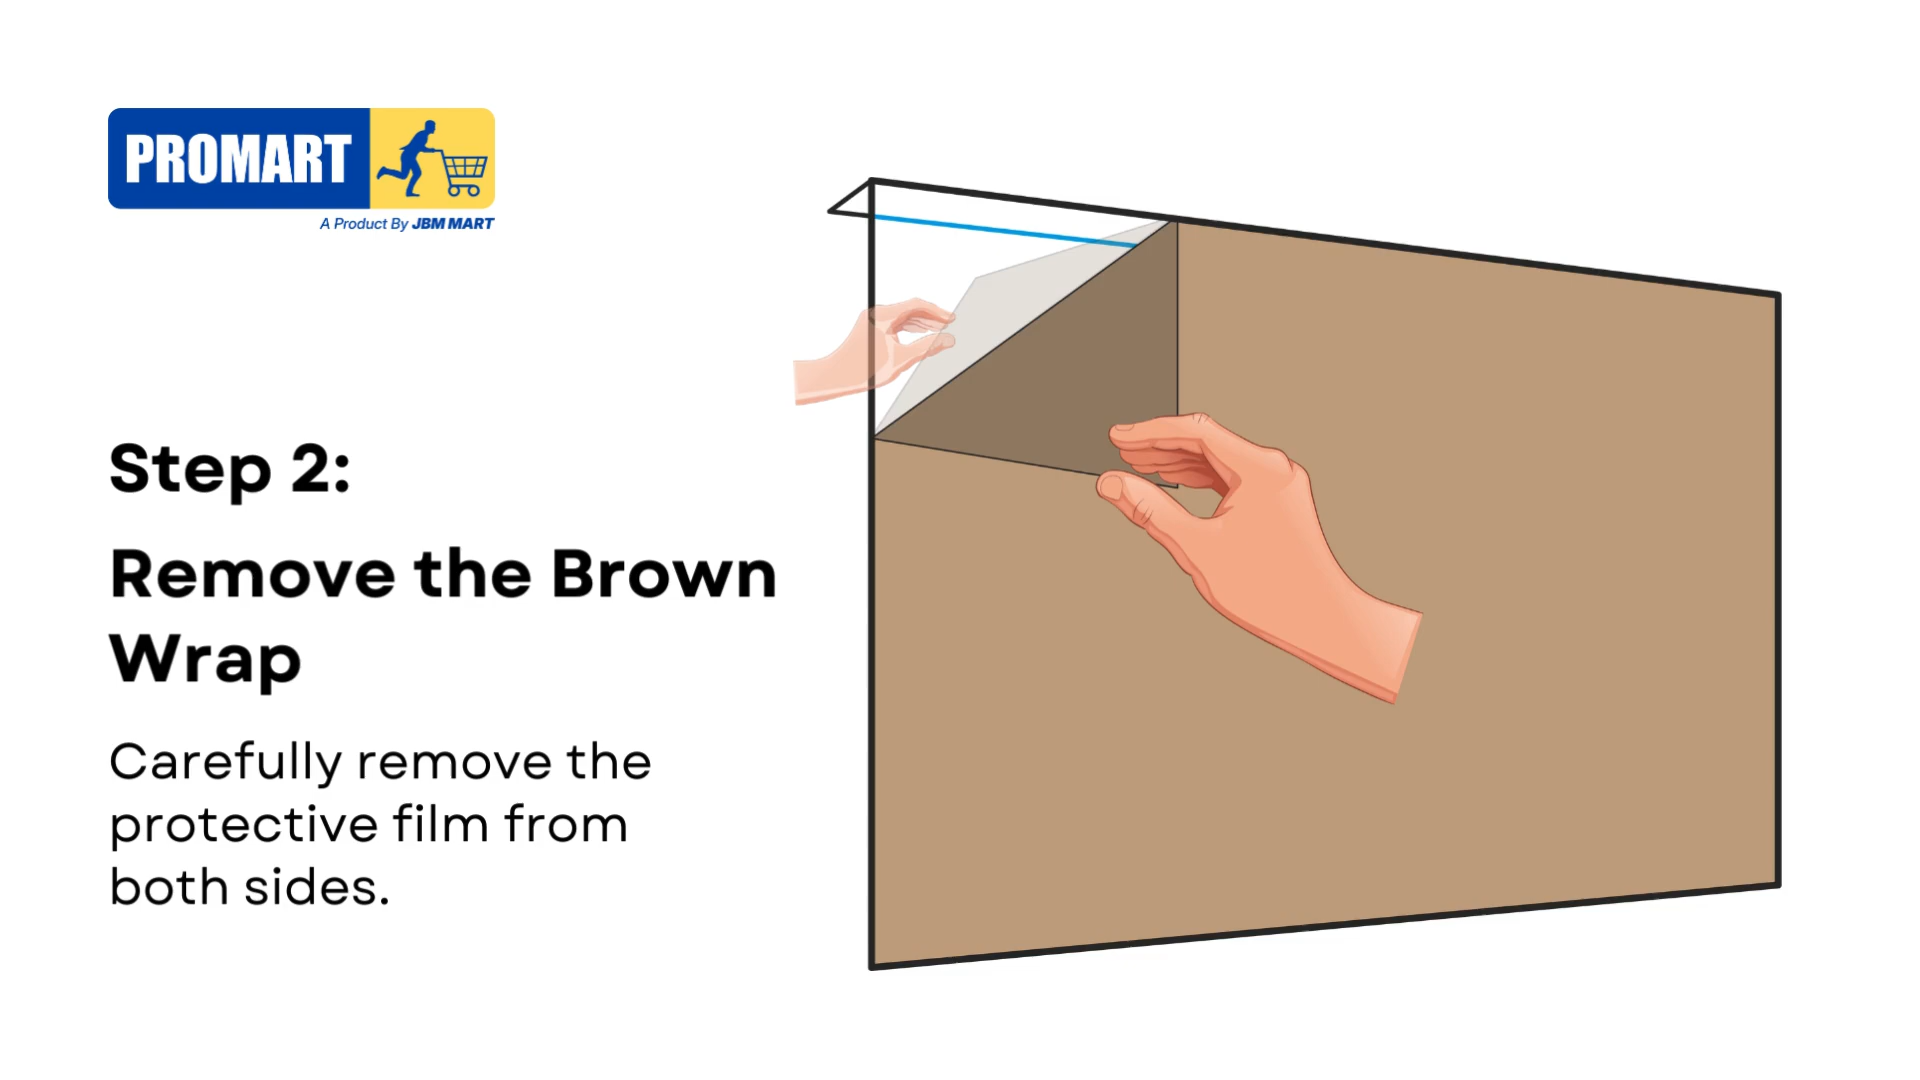 PROMART
A Product By JBM MART
Step 2:
Remove the Brown
Wrap
Carefully remove the
protective film from
both sides.